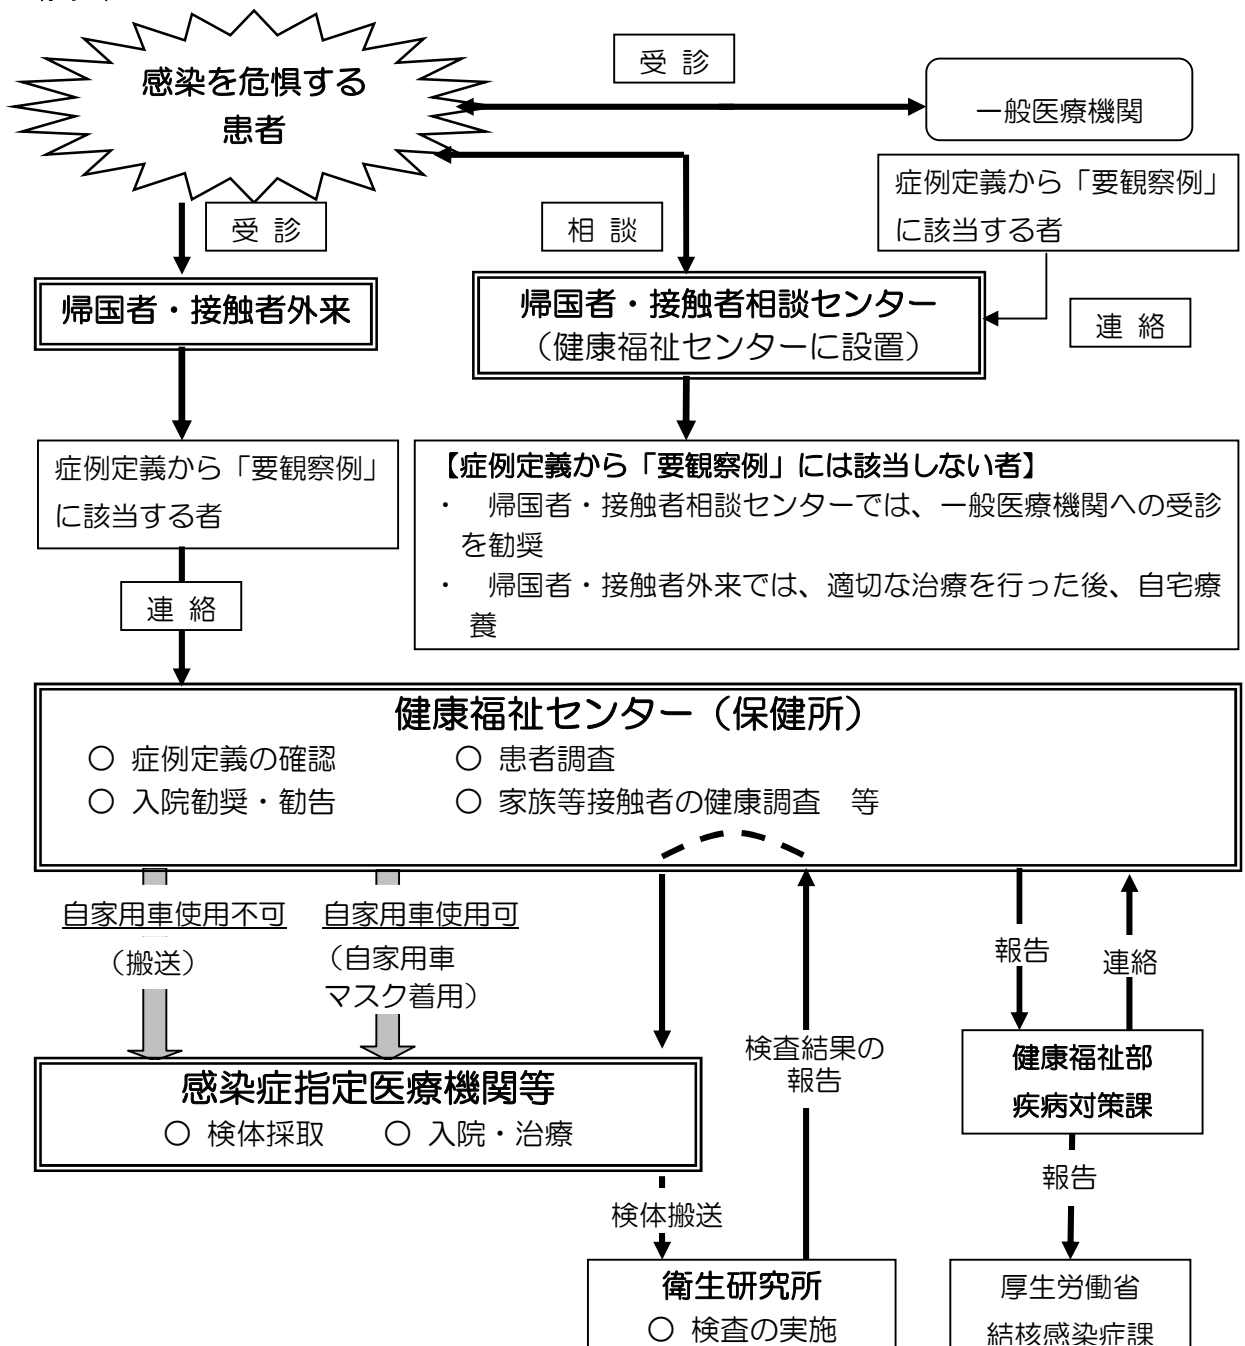 感染を危惧する
患者
受 診
一般医療機関
症例定義から「要観察例」
に該当する者
受 診
相 談
帰国者・接触者外来
帰国者・接触者相談センター
（健康福祉センターに設置）
連 絡
症例定義から「要観察例」
に該当する者
【症例定義から「要観察例」には該当しない者】
・ 帰国者・接触者相談センターでは、一般医療機関への受診
を勧奨
・ 帰国者・接触者外来では、適切な治療を行った後、自宅療
養
連 絡
健康福祉センター（保健所）
○ 症例定義の確認 ○ 患者調査
○ 入院勧奨・勧告 ○ 家族等接触者の健康調査 等
自家用車使用不可
（搬送）
自家用車使用可
（自家用車
マスク着用）
報告
連絡
検査結果の
報告
健康福祉部
疾病対策課
感染症指定医療機関等
○ 検体採取 ○ 入院・治療
報告
検体搬送
衛生研究所
○ 検査の実施
厚生労働省
結核感染症課